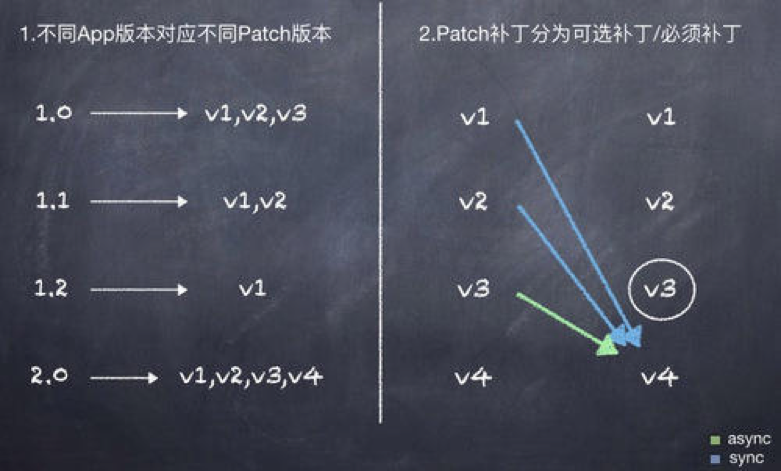 1.不同App版本对应不同Patch版本
1.0 v1,v2,v3
1.1 v1,v2
1.2 v1
2.0 v1,v2,v3,v4
2.Patch补丁分为可选补丁/必须补丁
v1 v1
v2 v2
v3 v3
v4 v4
async
sync